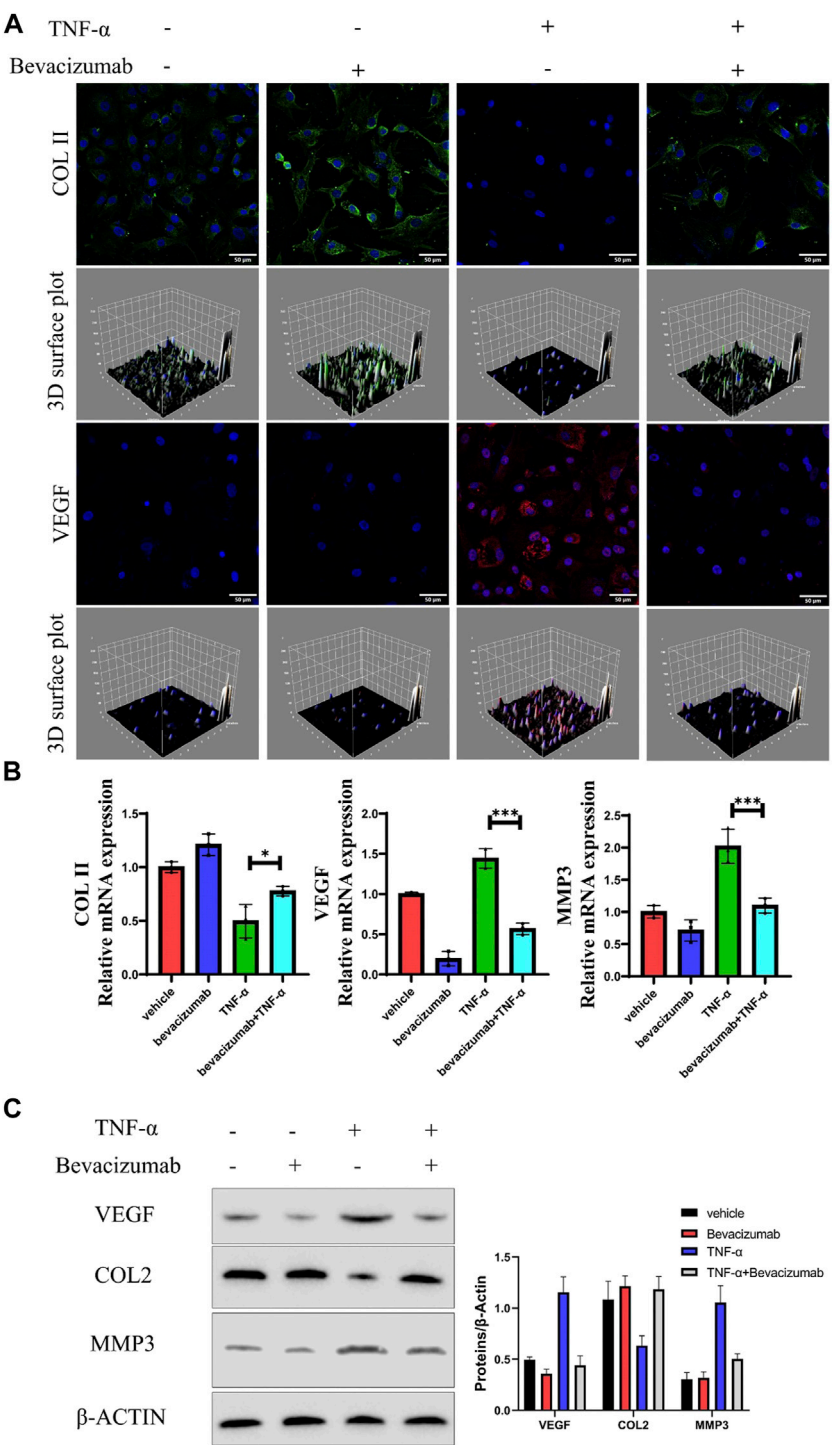 A
TNF-α - - + +
Bevacizumab - + - +
COL II
50 μm 50 μm 50 μm 50 μm
3D surface plot
VEGF
50 μm 50 μm 50 μm 50 μm
3D surface plot
B
COL II
Relative mRNA expression
1.5
1.0
0.5
0.0
*
vehicle
bevacizumab
TNF-α
bevacizumab+TNF-α
VEGF
Relative mRNA expression
2.0
1.5
1.0
0.5
0.0
***
vehicle
bevacizumab
TNF-α
bevacizumab+TNF-α
MMP3
Relative mRNA expression
2.5
2.0
1.5
1.0
0.5
0.0
***
vehicle
bevacizumab
TNF-α
bevacizumab+TNF-α
C
TNF-α - - + +
Bevacizumab - + - +
VEGF
COL2
MMP3
β-ACTIN
vehicle
Bevacizumab
TNF-α
TNF-α+Bevacizumab
Proteins/β-Actin
1.5
1.0
0.5
0.0
VEGF COL2 MMP3